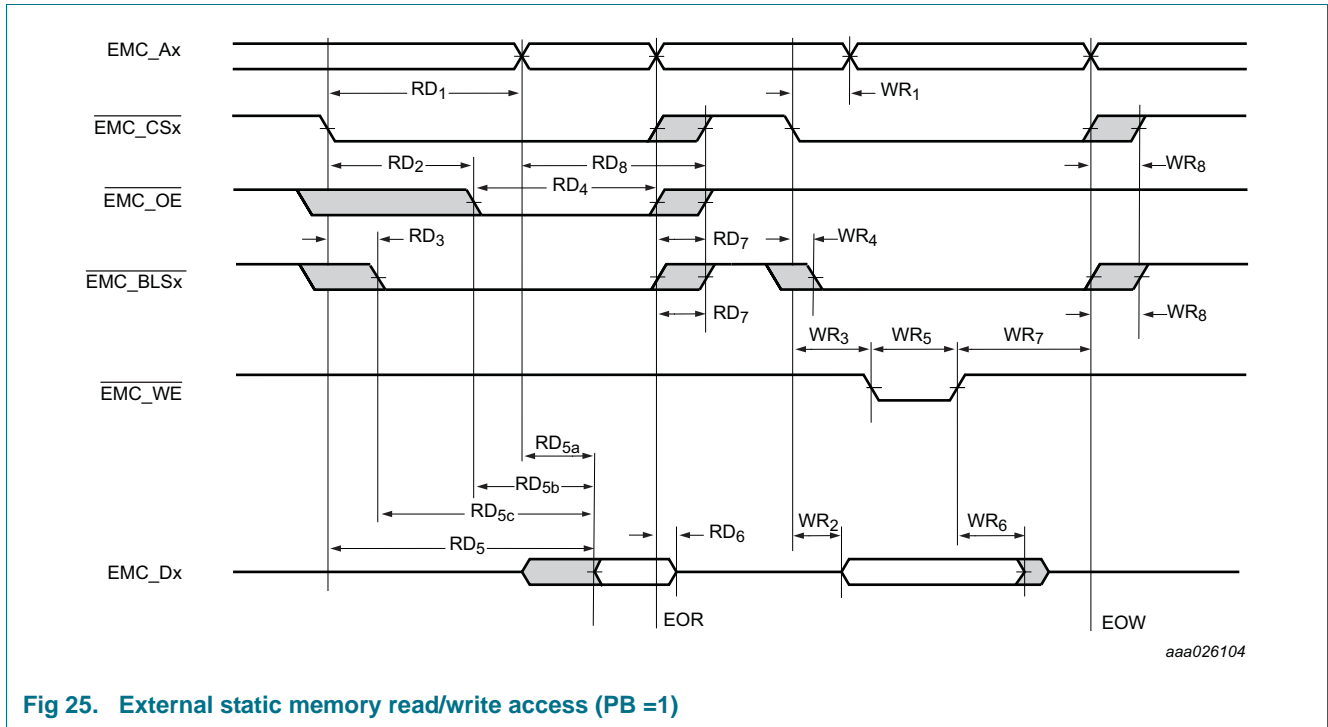 EMC_Ax
RD1
WR1
EMC_CSx
RD2
RD8
WR8
RD4
EMC_OE
RD3
RD7
WR4
EMC_BLSx
RD7
WR8
WR3
WR5
WR7
EMC_WE
RD5a
RD5b
RD5c
WR2
WR6
RD6
RD5
EMC_Dx
EOR
EOW
aaa026104
Fig 25. External static memory read/write access (PB =1)